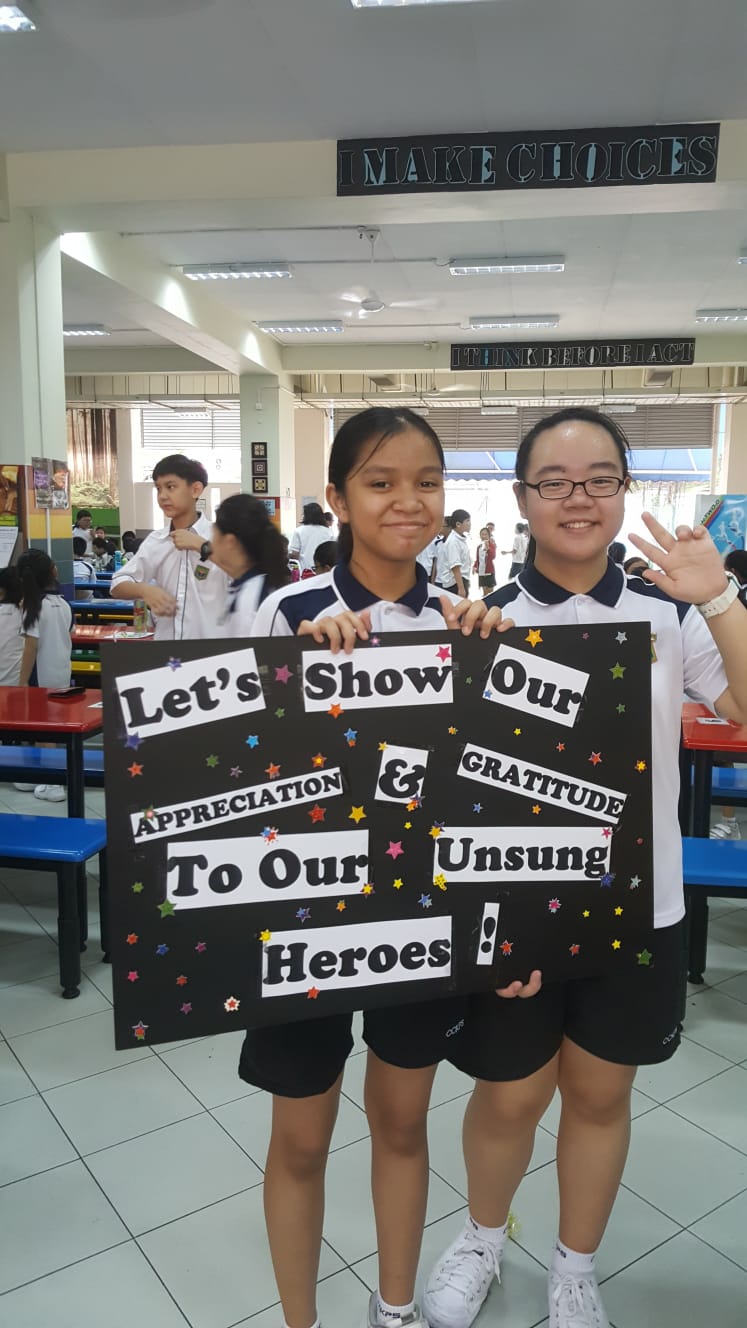 I MAKE CHOICES
I THINK BEFORE I ACT
Let's Show Our
APPRECIATION & GRATITUDE
To Our Unsung
Heroes !